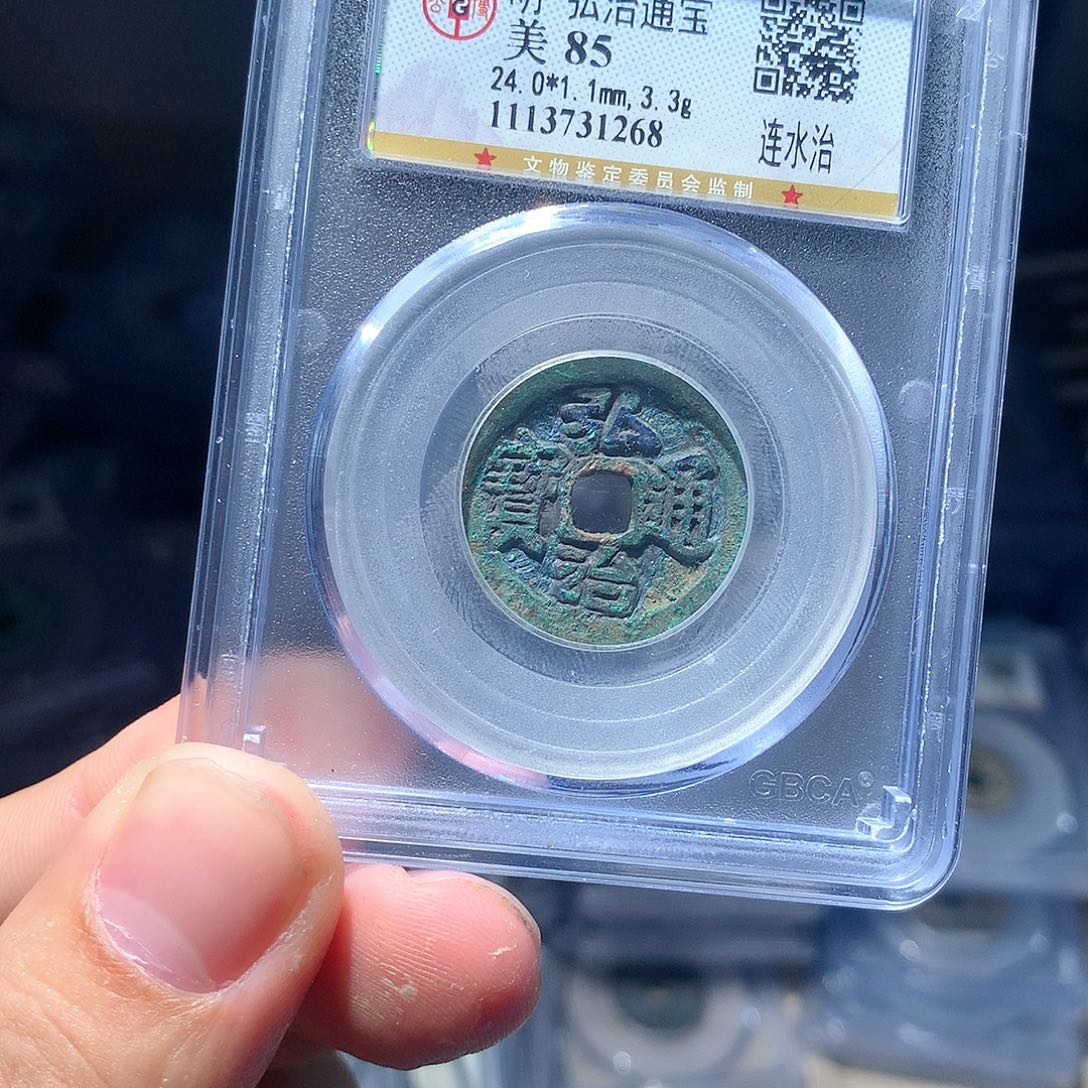 明 弘治通宝
美 85
24.0*1.1mm,3.3g
1113731268
连水治
文物鉴定委员会监制
弘治通寶
GBCA